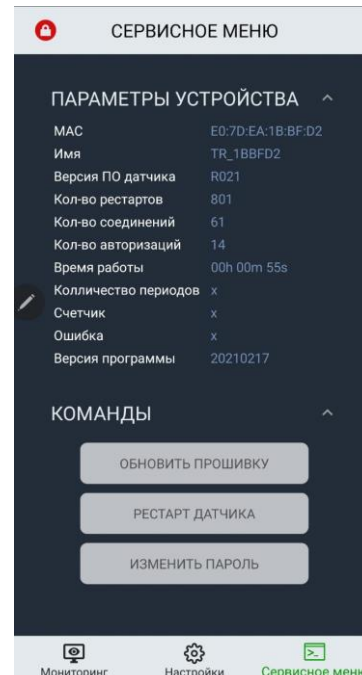 СЕРВИСНОЕ МЕНЮ
ПАРАМЕТРЫ УСТРОЙСТВА
MAC E0:7D:EA:1B:BF:D2
Имя TR_1BBFD2
Версия ПО датчика R021
Кол-во рестартов 801
Кол-во соединений 61
Кол-во авторизаций 14
Время работы 00h 00m 55s
Колличество периодов x
Счетчик x
Ошибка x
Версия программы 20210217
КОМАНДЫ
ОБНОВИТЬ ПРОШИВКУ
РЕСТАРТ ДАТЧИКА
ИЗМЕНИТЬ ПАРОЛЬ
Мониторинг Настройки Сервисное меню